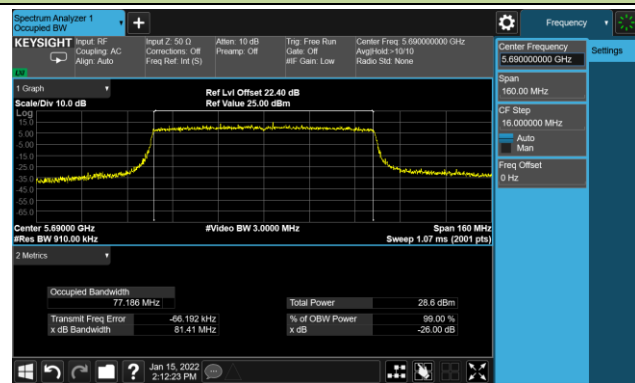 Spectrum Analyzer 1
Occupied BW
+
Frequency
KEYSIGHT
Input: RF
Coupling: AC
Align: Auto
Input Z: 50 Ω
Corrections: Off
Freq Ref: Int (S)
Atten: 10 dB
Preamp: Off
Trig: Free Run
Gate: Off
#IF Gain: Low
Center Freq: 5.690000000 GHz
Avg|Hold:>10/10
Radio Std: None
Center Frequency
5.690000000 GHz
Settings
Span
160.00 MHz
CF Step
16.000000 MHz
Auto
Man
Freq Offset
0 Hz
1 Graph
Scale/Div 10.0 dB
Ref Lvl Offset 22.40 dB
Ref Value 25.00 dBm
Log
15.0
5.00
-5.00
-15.0
-25.0
-35.0
-45.0
-55.0
-65.0
Center 5.69000 GHz
#Res BW 910.00 kHz
#Video BW 3.0000 MHz
Span 160 MHz
Sweep 1.07 ms (2001 pts)
2 Metrics
Occupied Bandwidth
77.186 MHz
Total Power 28.6 dBm
Transmit Freq Error -66.192 kHz
% of OBW Power 99.00 %
x dB Bandwidth 81.41 MHz
x dB -26.00 dB
?
Jan 15, 2022
2:12:23 PM